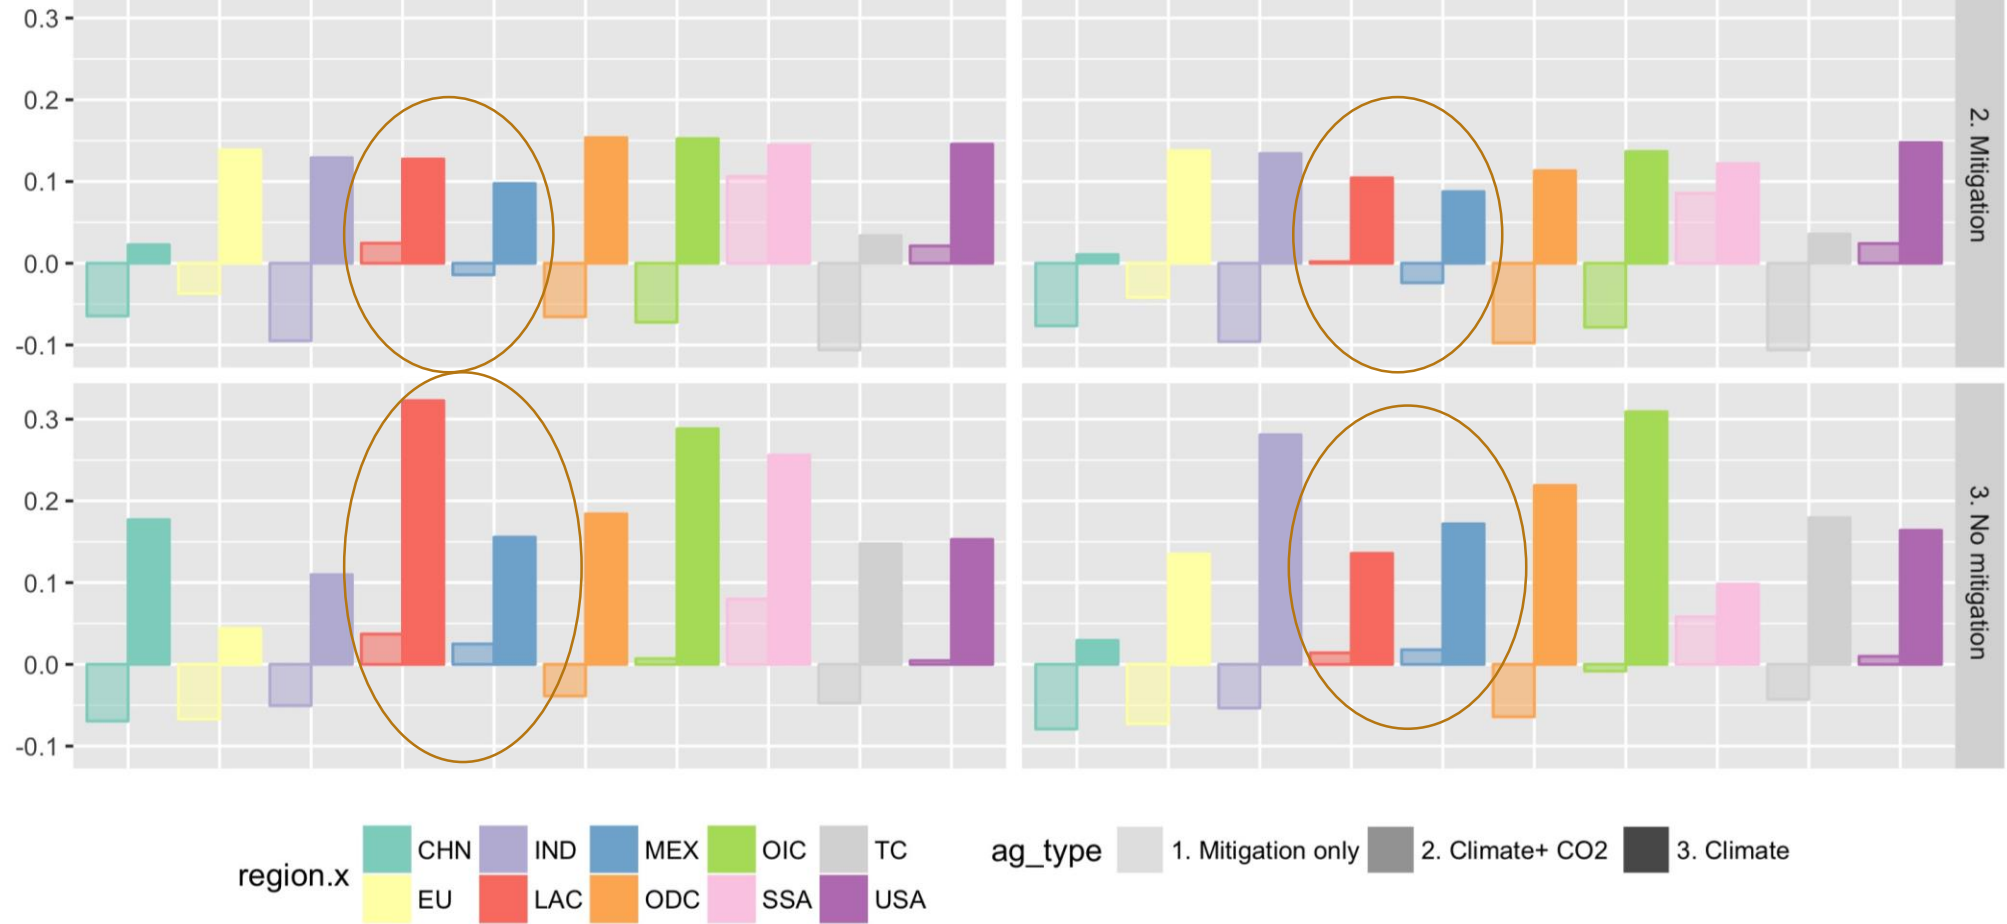 0.3
0.2
0.1
0.0
-0.1
2. Mitigation
0.3
0.2
0.1
0.0
-0.1
3. No mitigation
region.x
CHN IND MEX OIC TC
EU LAC ODC SSA USA
ag_type 1. Mitigation only 2. Climate+ CO2 3. Climate